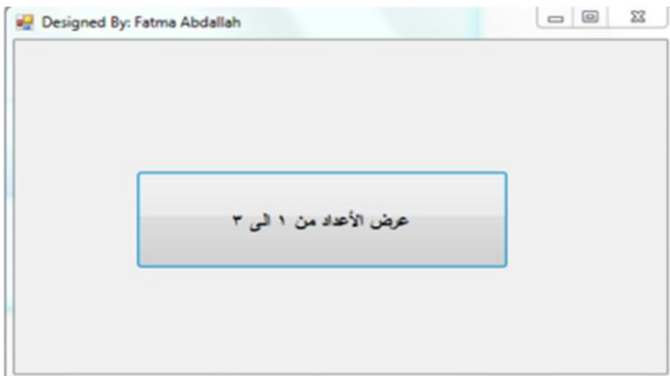 Designed By: Fatma Abdallah
عرض الأعداد من ١ الى ٣